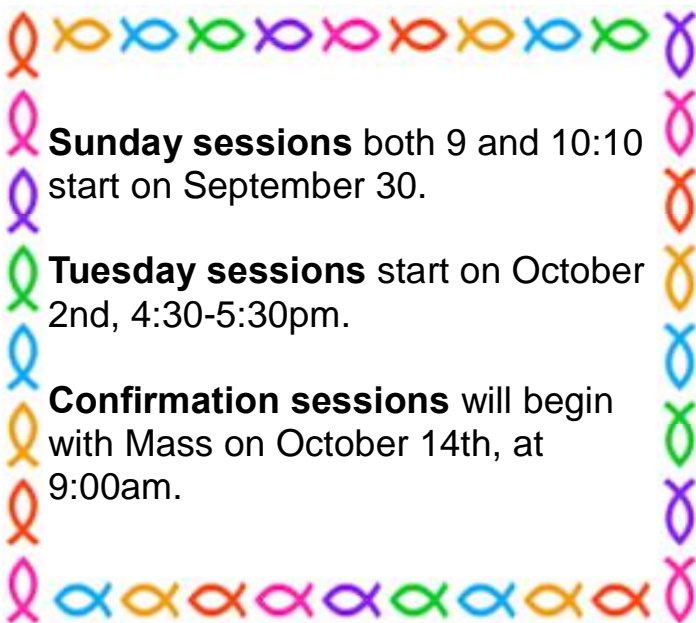 Sunday sessions both 9 and 10:10
start on September 30.
Tuesday sessions start on October
2nd, 4:30-5:30pm.
Confirmation sessions will begin
with Mass on October 14th, at
9:00am.